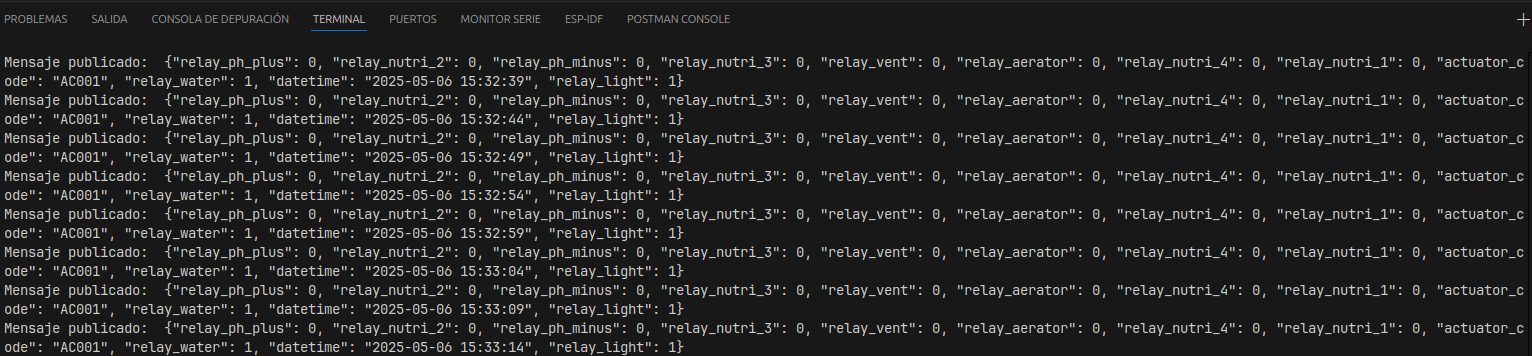 PROBLEMAS SALIDA CONSOLA DE DEPURACIÓN TERMINAL PUERTOS MONITOR SERIE ESP-IDF POSTMAN CONSOLE
Mensaje publicado:  {"relay_ph_plus": 0, "relay_nutri_2": 0, "relay_ph_minus": 0, "relay_nutri_3": 0, "relay_vent": 0, "relay_aerator": 0, "relay_nutri_4": 0, "relay_nutri_1": 0, "actuator_c
ode": "AC001", "relay_water": 1, "datetime": "2025-05-06 15:32:39", "relay_light": 1}
Mensaje publicado:  {"relay_ph_plus": 0, "relay_nutri_2": 0, "relay_ph_minus": 0, "relay_nutri_3": 0, "relay_vent": 0, "relay_aerator": 0, "relay_nutri_4": 0, "relay_nutri_1": 0, "actuator_c
ode": "AC001", "relay_water": 1, "datetime": "2025-05-06 15:32:44", "relay_light": 1}
Mensaje publicado:  {"relay_ph_plus": 0, "relay_nutri_2": 0, "relay_ph_minus": 0, "relay_nutri_3": 0, "relay_vent": 0, "relay_aerator": 0, "relay_nutri_4": 0, "relay_nutri_1": 0, "actuator_c
ode": "AC001", "relay_water": 1, "datetime": "2025-05-06 15:32:49", "relay_light": 1}
Mensaje publicado:  {"relay_ph_plus": 0, "relay_nutri_2": 0, "relay_ph_minus": 0, "relay_nutri_3": 0, "relay_vent": 0, "relay_aerator": 0, "relay_nutri_4": 0, "relay_nutri_1": 0, "actuator_c
ode": "AC001", "relay_water": 1, "datetime": "2025-05-06 15:32:54", "relay_light": 1}
Mensaje publicado:  {"relay_ph_plus": 0, "relay_nutri_2": 0, "relay_ph_minus": 0, "relay_nutri_3": 0, "relay_vent": 0, "relay_aerator": 0, "relay_nutri_4": 0, "relay_nutri_1": 0, "actuator_c
ode": "AC001", "relay_water": 1, "datetime": "2025-05-06 15:32:59", "relay_light": 1}
Mensaje publicado:  {"relay_ph_plus": 0, "relay_nutri_2": 0, "relay_ph_minus": 0, "relay_nutri_3": 0, "relay_vent": 0, "relay_aerator": 0, "relay_nutri_4": 0, "relay_nutri_1": 0, "actuator_c
ode": "AC001", "relay_water": 1, "datetime": "2025-05-06 15:33:04", "relay_light": 1}
Mensaje publicado:  {"relay_ph_plus": 0, "relay_nutri_2": 0, "relay_ph_minus": 0, "relay_nutri_3": 0, "relay_vent": 0, "relay_aerator": 0, "relay_nutri_4": 0, "relay_nutri_1": 0, "actuator_c
ode": "AC001", "relay_water": 1, "datetime": "2025-05-06 15:33:09", "relay_light": 1}
Mensaje publicado:  {"relay_ph_plus": 0, "relay_nutri_2": 0, "relay_ph_minus": 0, "relay_nutri_3": 0, "relay_vent": 0, "relay_aerator": 0, "relay_nutri_4": 0, "relay_nutri_1": 0, "actuator_c
ode": "AC001", "relay_water": 1, "datetime": "2025-05-06 15:33:14", "relay_light": 1}